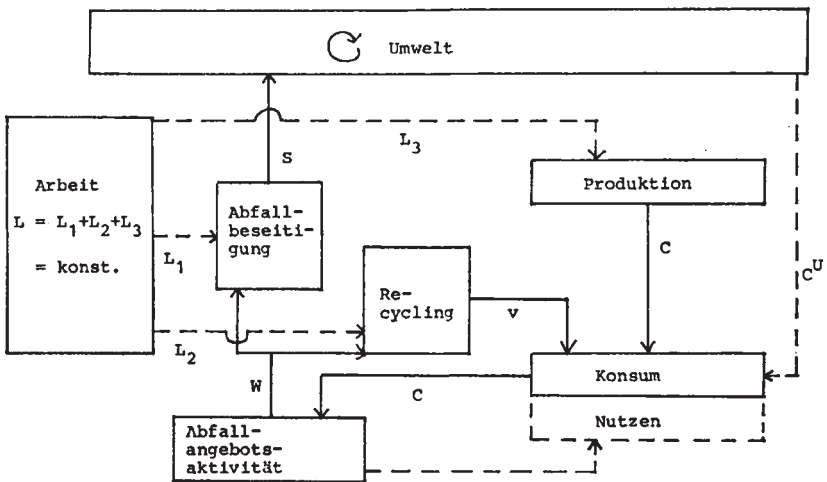 Umwelt
Arbeit
L = L₁+L₂+L₃
= konst.
S
L₃
Abfall-
beseiti-
gung
L₁
L₂
Re-
cycling
v
Produktion
C
Cᵁ
Konsum
Nutzen
C
W
Abfall-
angebots-
aktivität